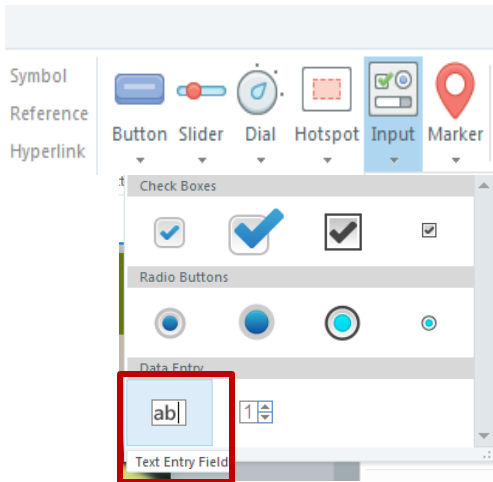 Symbol
Reference
Hyperlink
Button Slider Dial Hotspot Input Marker
Check Boxes
Radio Buttons
Data Entry
ab
1
Text Entry Field